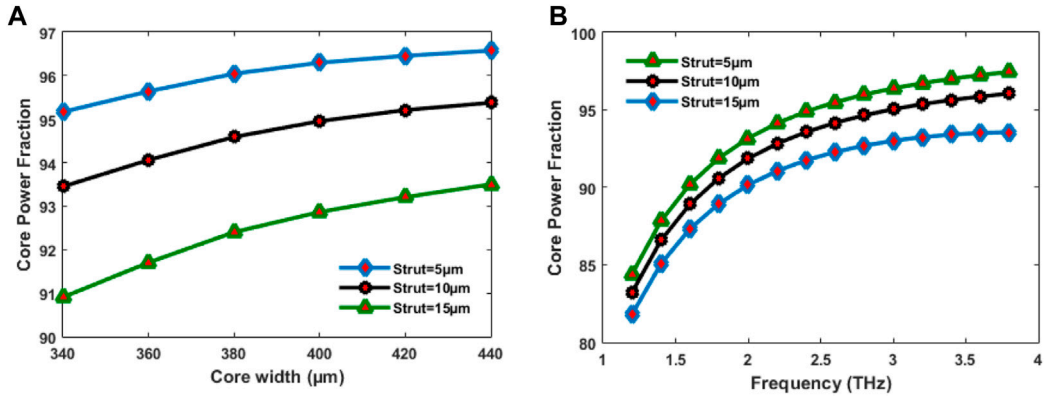 A
97
96
95
94
93
92
91
90
Core Power Fraction
Strut=5μm
Strut=10μm
Strut=15μm
340 360 380 400 420 440
Core width (μm)
B
100
95
90
85
80
Core Power Fraction
Strut=5μm
Strut=10μm
Strut=15μm
1 1.5 2 2.5 3 3.5 4
Frequency (THz)